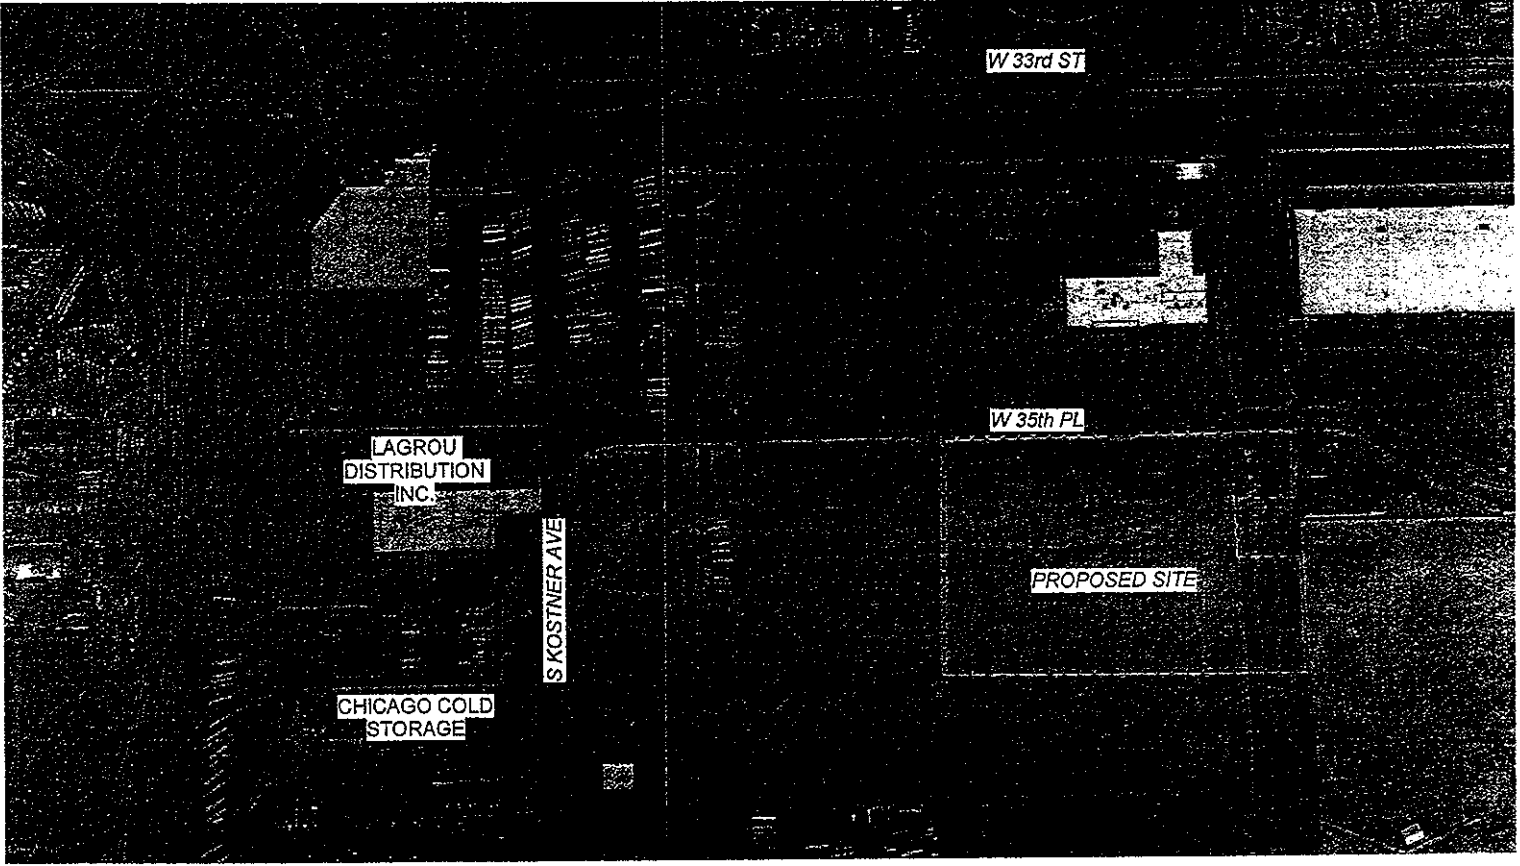 W 33rd ST
W 35th PL
LAGROU
DISTRIBUTION
INC.
S KOSTNER AVE
PROPOSED SITE
CHICAGO COLD
STORAGE